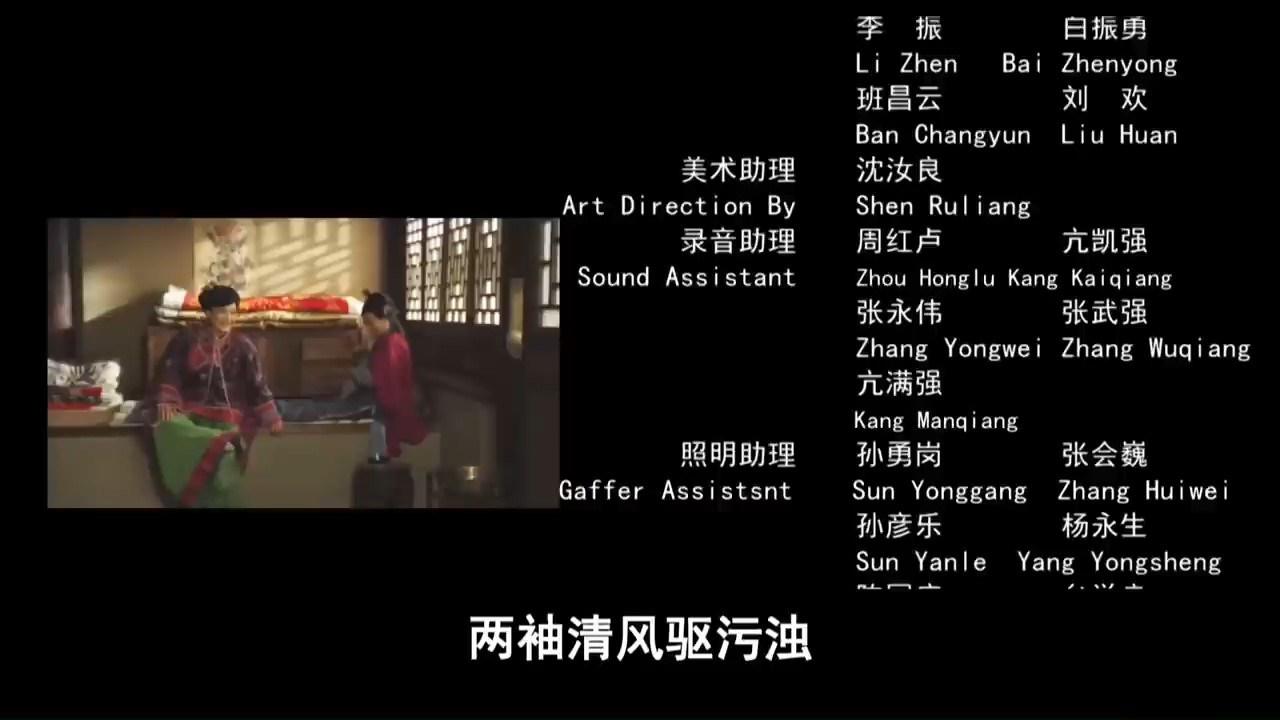 李 振 白振勇
Li Zhen Bai Zhenyong
班昌云 刘 欢
Ban Changyun Liu Huan
美术助理 沈汝良
Art Direction By Shen Ruliang
录音助理 周红卢 亢凯强
Sound Assistant Zhou Honglu Kang Kaiqiang
张永伟 张武强
Zhang Yongwei Zhang Wuqiang
亢满强
Kang Manqiang
照明助理 孙勇岗 张会巍
Gaffer Assistsnt Sun Yonggang Zhang Huiwei
孙彦乐 杨永生
Sun Yanle Yang Yongsheng
两袖清风驱污浊